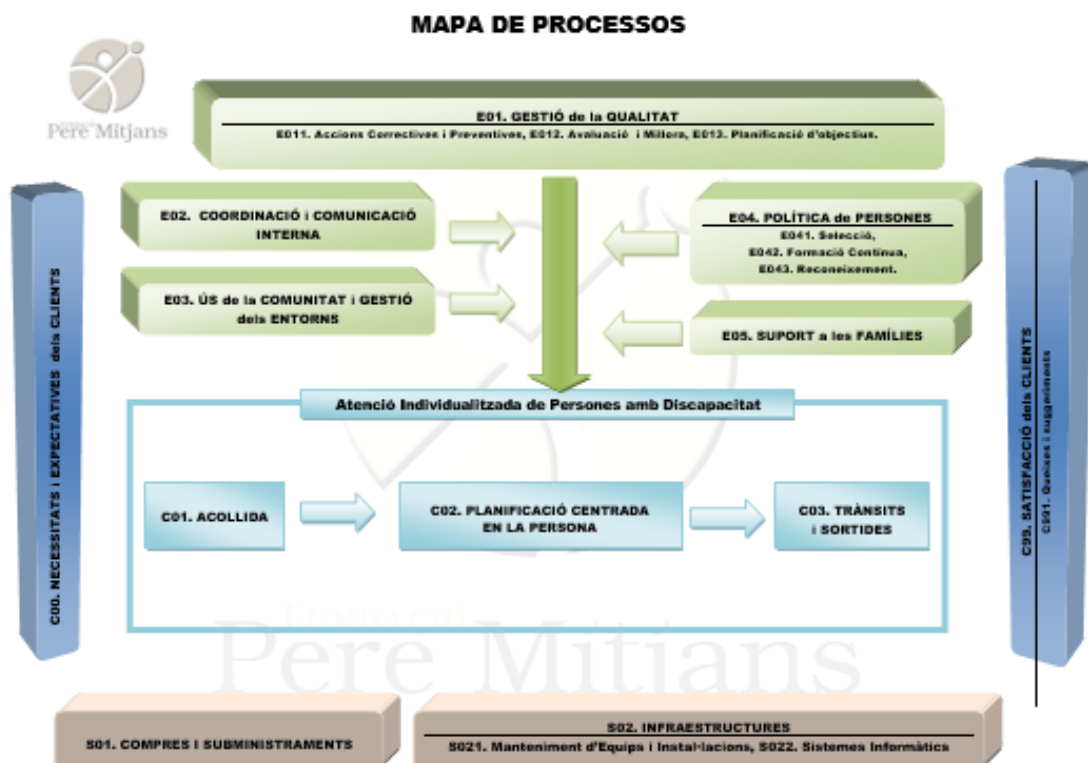 MAPA DE PROCESSOS
FUNDACIÓ
Pere Mitjans
E01. GESTIÓ de la QUALITAT
E011. Accions Correctives i Preventives, E012. Avaluació i Millora, E013. Planificació d'objectius.
E02. COORDINACIÓ i COMUNICACIÓ
INTERNA
E03. ÚS de la COMUNITAT i GESTIÓ
dels ENTORNS
E04. POLÍTICA de PERSONES
E041. Selecció,
E042. Formació Contínua,
E043. Reconeixement.
E05. SUPORT a les FAMÍLIES
C00. NECESSITATS i EXPECTATIVES dels CLIENTS
Atenció Individualitzada de Persones amb Discapacitat
C01. ACOLLIDA
C02. PLANIFICACIÓ CENTRADA
EN LA PERSONA
C03. TRÀNSITS
i SORTIDES
C99. SATISFACCIÓ dels CLIENTS
C991. Queixes i suggeriments
FUNDACIÓ
Pere Mitjans
S01. COMPRES I SUBMINISTRAMENTS
S02. INFRAESTRUCTURES
S021. Manteniment d'Equips i Instal·lacions, S022. Sistemes Informàtics